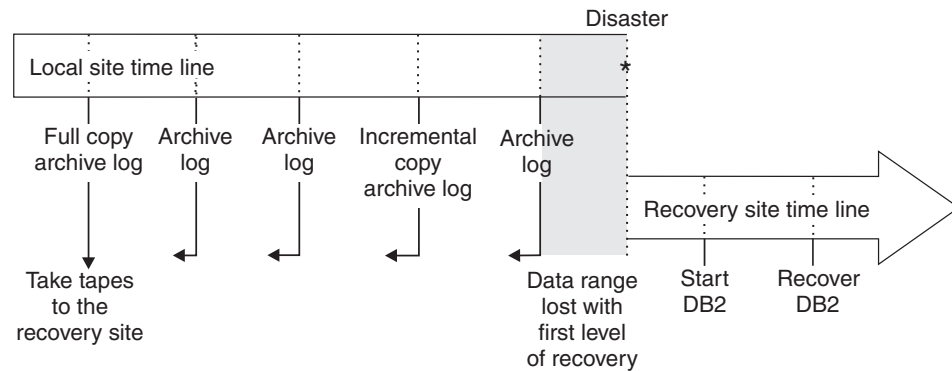 Disaster
Local site time line
*
Full copy
archive log
Archive
log
Archive
log
Incremental
copy
archive log
Archive
log
Recovery site time line
Take tapes
to the
recovery site
Data range
lost with
first level
of recovery
Start
DB2
Recover
DB2